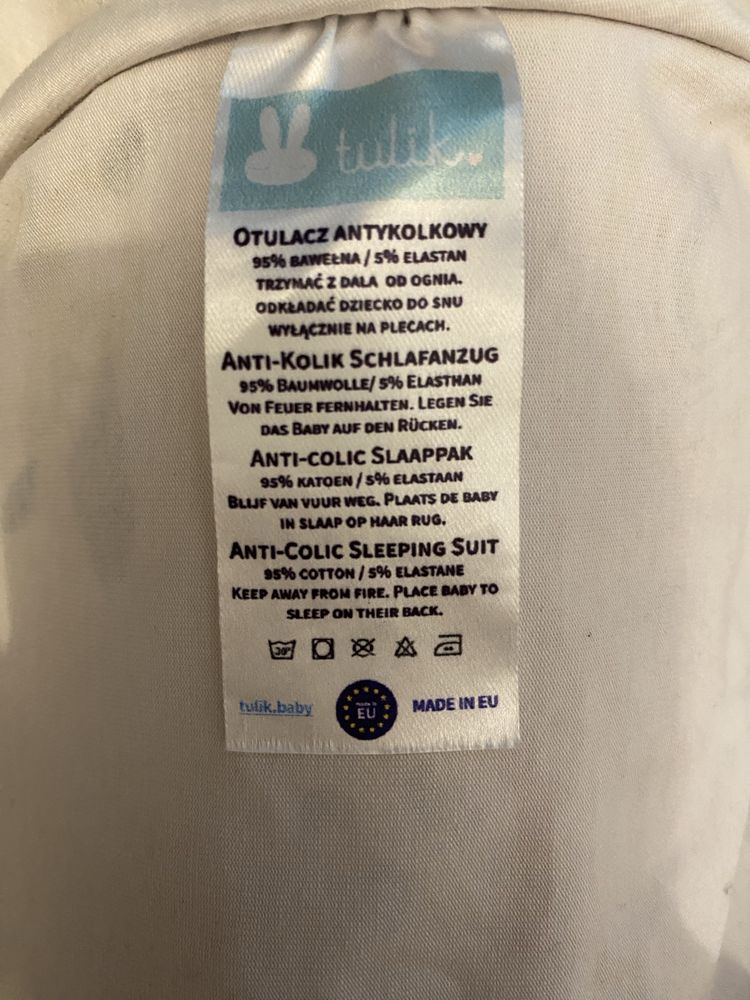 tulik
OTULACZ ANTYKOLKOWY
95% BAWEŁNA / 5% ELASTAN
TRZYMAĆ Z DALA OD OGNIA.
ODKŁADAĆ DZIECKO DO SNU
WYŁĄCZNIE NA PLECACH.
ANTI-KOLIK SCHLAFANZUG
95% BAUMWOLLE/ 5% ELASTHAN
VON FEUER FERNHALTEN. LEGEN SIE
DAS BABY AUF DEN RÜCKEN.
ANTI-COLIC SLAAPPAK
95% KATOEN / 5% ELASTAAN
BLIJF VAN VUUR WEG. PLAATS DE BABY
IN SLAAP OP HAAR RUG.
ANTI-COLIC SLEEPING SUIT
95% COTTON / 5% ELASTANE
KEEP AWAY FROM FIRE. PLACE BABY TO
SLEEP ON THEIR BACK.
30°
tulik.baby
made in
EU
MADE IN EU